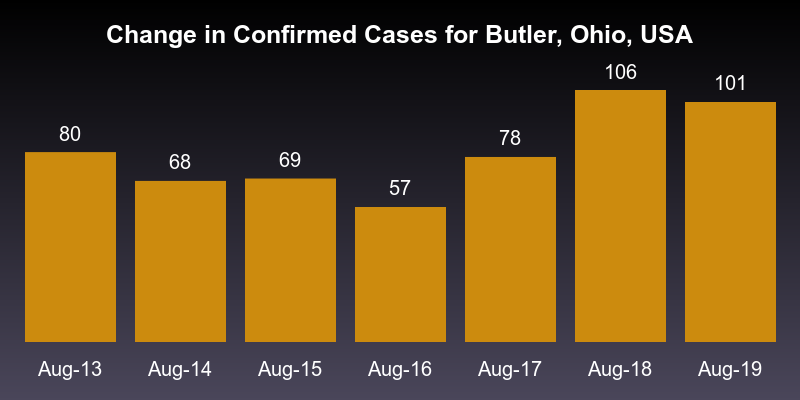 Change in Confirmed Cases for Butler, Ohio, USA
80
68
69
57
78
106
101
Aug-13
Aug-14
Aug-15
Aug-16
Aug-17
Aug-18
Aug-19